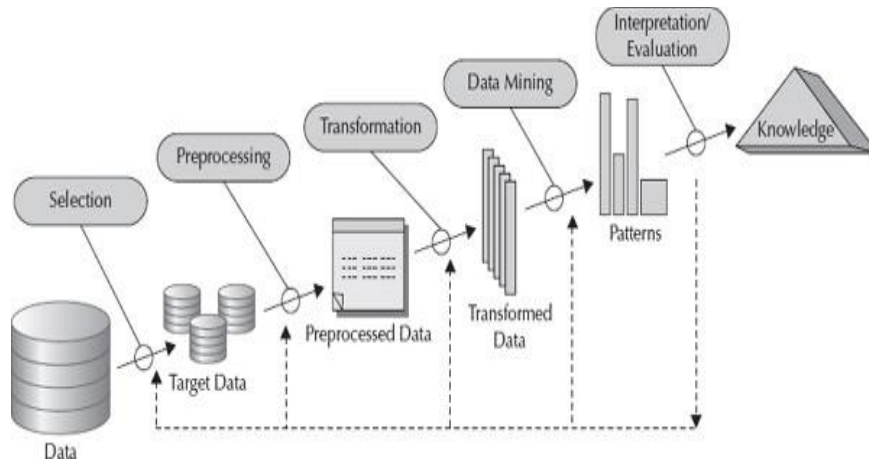 Interpretation/
Evaluation
Data Mining
Transformation
Preprocessing
Selection
Knowledge
Patterns
Transformed
Data
Preprocessed Data
Target Data
Data